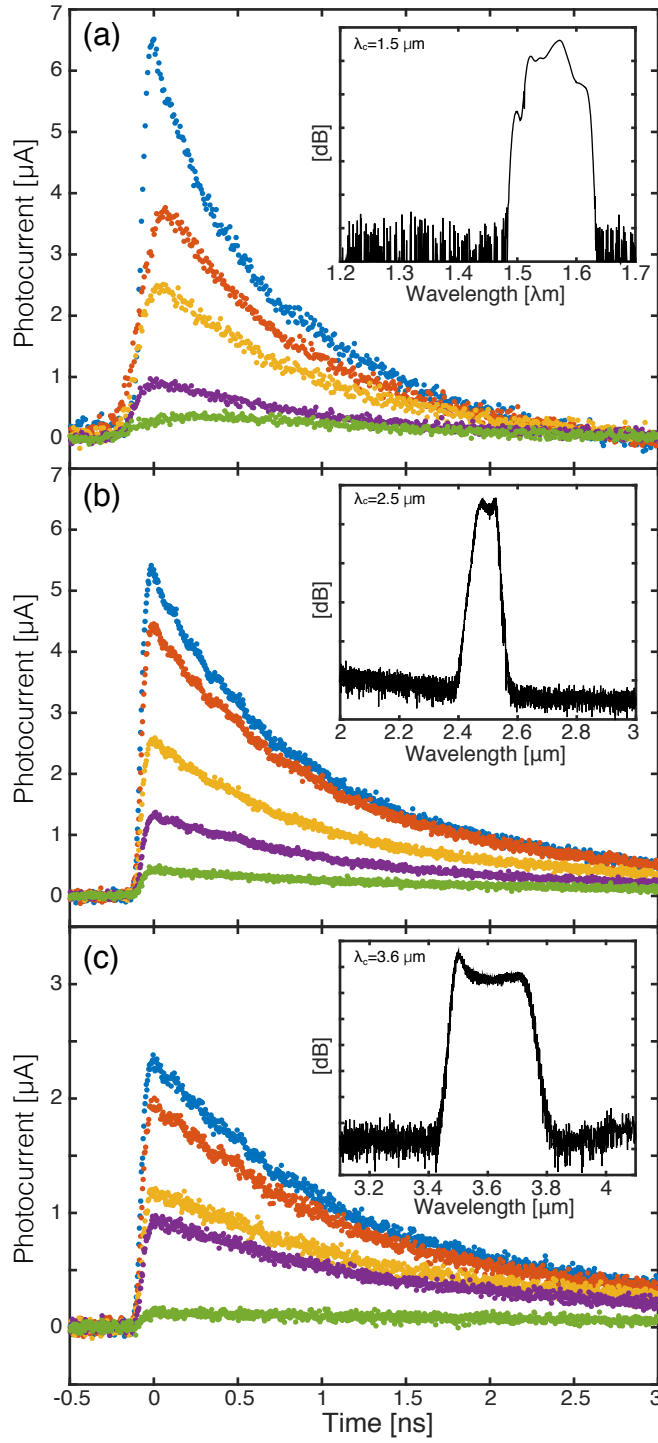 (a)
λc=1.5 μm
[dB]
1.2 1.3 1.4 1.5 1.6 1.7
Wavelength [λm]
7
6
5
4
3
2
1
0
Photocurrent [μA]
(b)
λc=2.5 μm
[dB]
2 2.2 2.4 2.6 2.8 3
Wavelength [μm]
7
6
5
4
3
2
1
0
Photocurrent [μA]
(c)
λc=3.6 μm
[dB]
3.2 3.4 3.6 3.8 4
Wavelength [μm]
3
2
1
0
Photocurrent [μA]
-0.5 0 0.5 1 1.5 2 2.5 3
Time [ns]